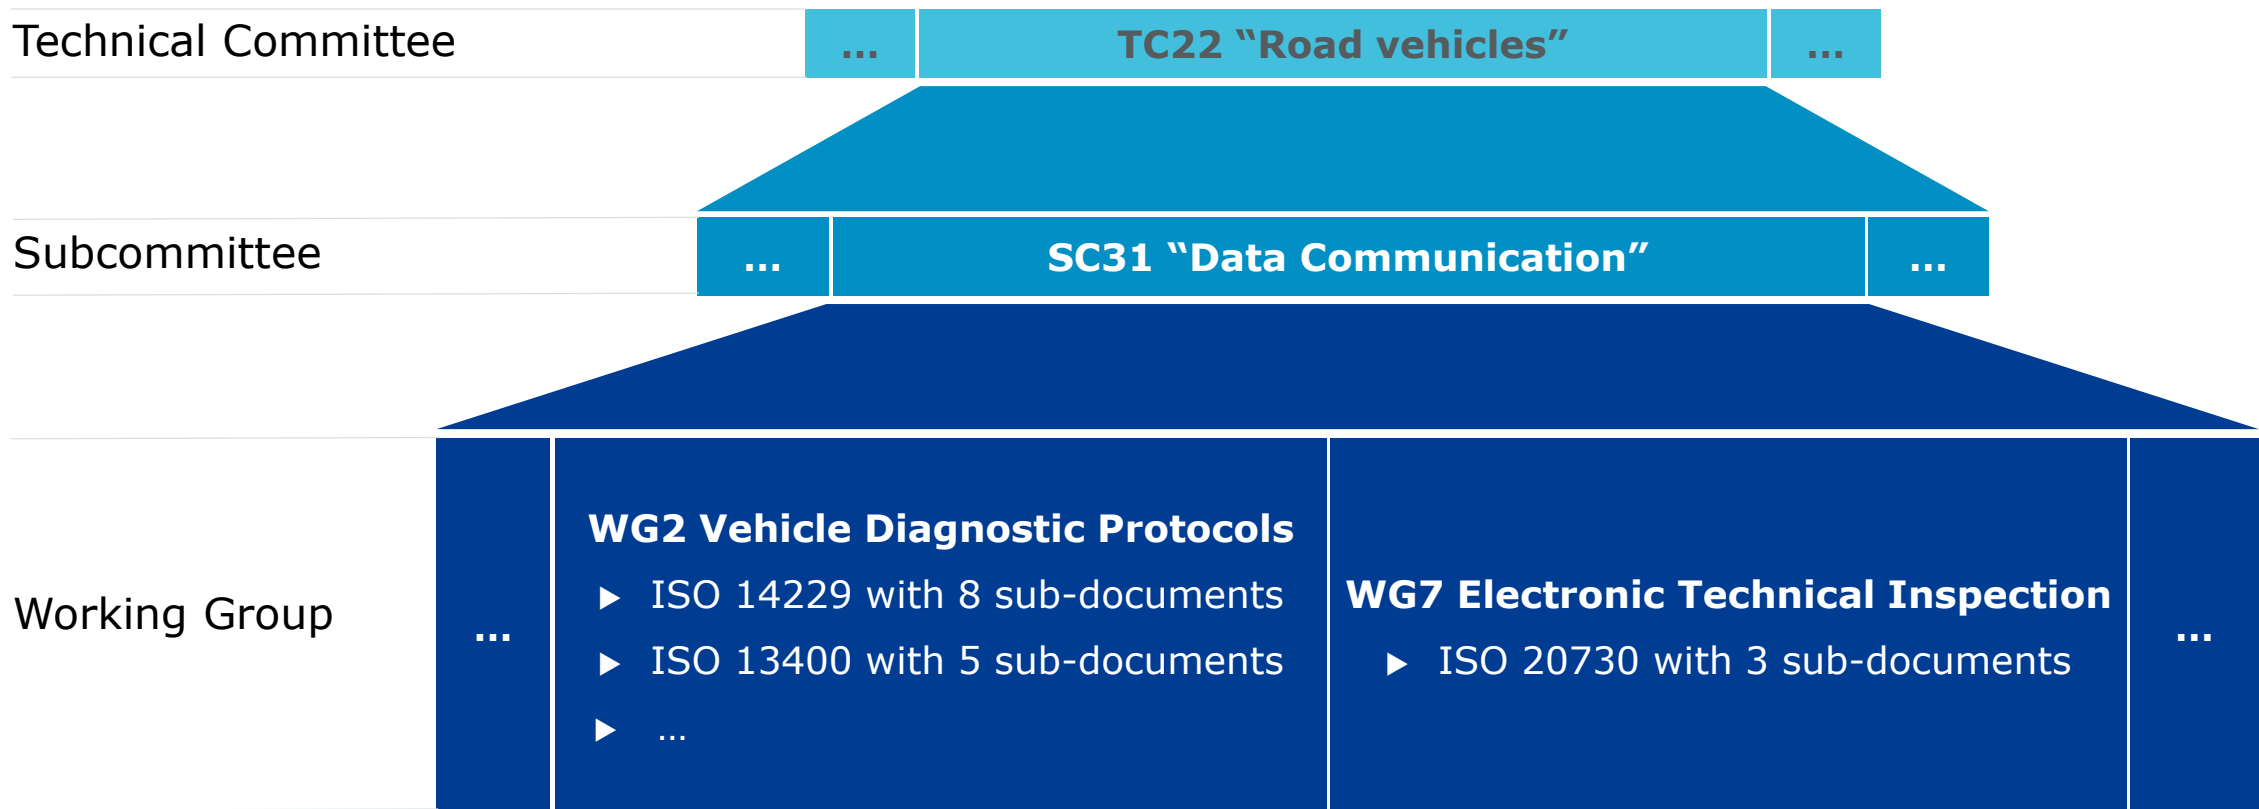 Technical Committee
... TC22 “Road vehicles” ...
Subcommittee
... SC31 “Data Communication” ...
Working Group
...
WG2 Vehicle Diagnostic Protocols
▶ ISO 14229 with 8 sub-documents
▶ ISO 13400 with 5 sub-documents
▶ ...
WG7 Electronic Technical Inspection
▶ ISO 20730 with 3 sub-documents
...